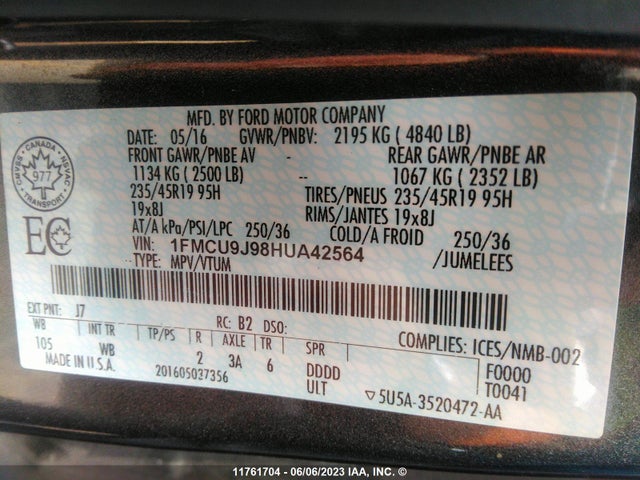 MFD. BY FORD MOTOR COMPANY
DATE: 05/16 GVWR/PNBV: 2195 KG ( 4840 LB)
FRONT GAWR/PNBE AV - REAR GAWR/PNBE AR
1134 KG ( 2500 LB) -- 1067 KG ( 2352 LB)
235/45R19 95H TIRES/PNEUS 235/45R19 95H
19x8J RIMS/JANTES 19x8J
AT/A kPa/PSI/LPC 250/36 COLD/A FROID 250/36
VIN: 1FMCU9J98HUA42564
TYPE: MPV/VTUM /JUMELEES
CANADA
CMVSS NSVAC
977
EC
EXT PNT: J7 RC: B2 DSO:
WB INT TR TP/PS R AXLE TR SPR COMPLIES: ICES/NMB-002
105 WB 2 3A 6 DDDD F0000
MADE IN U.S.A. 201605037356 ULT T0041
▽5U5A-3520472-AA
11761704 - 06/06/2023 IAA, INC. ©